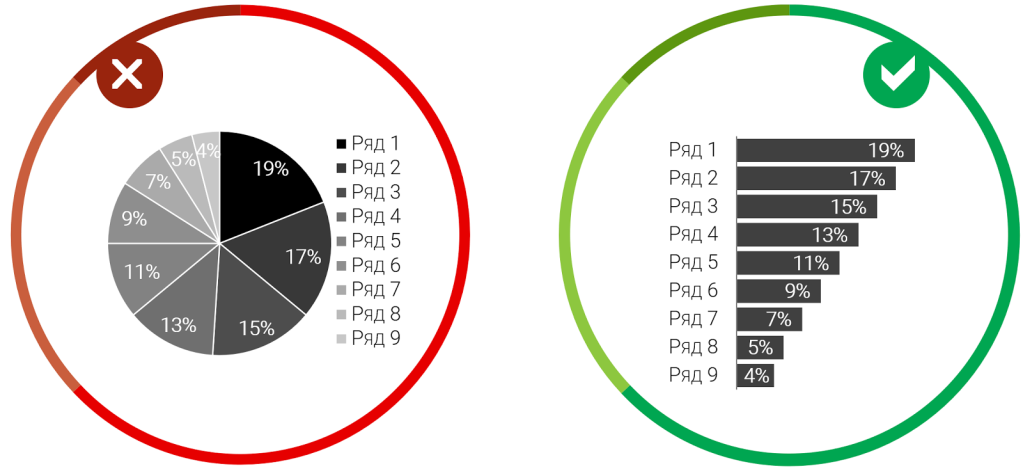 19%
17%
15%
13%
11%
9%
7%
5%
4%
Ряд 1
Ряд 2
Ряд 3
Ряд 4
Ряд 5
Ряд 6
Ряд 7
Ряд 8
Ряд 9
Ряд 1 19%
Ряд 2 17%
Ряд 3 15%
Ряд 4 13%
Ряд 5 11%
Ряд 6 9%
Ряд 7 7%
Ряд 8 5%
Ряд 9 4%